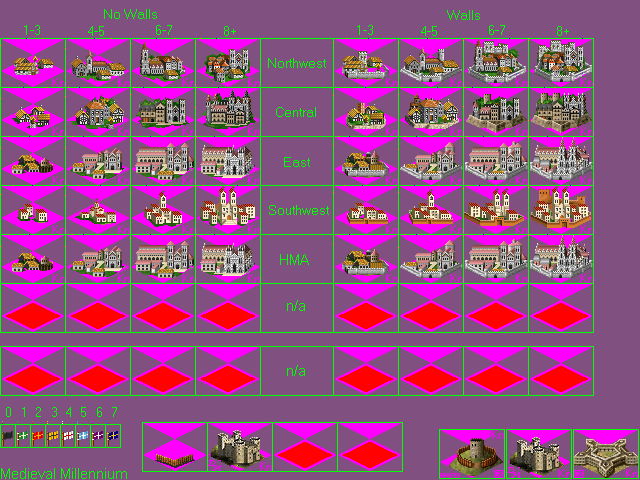 No Walls Walls
1-3 4-5 6-7 8+ 1-3 4-5 6-7 8+
Northwest
Central
East
Southwest
HMA
n/a
n/a
0 1 2 3 4 5 6 7
Medieval Millennium